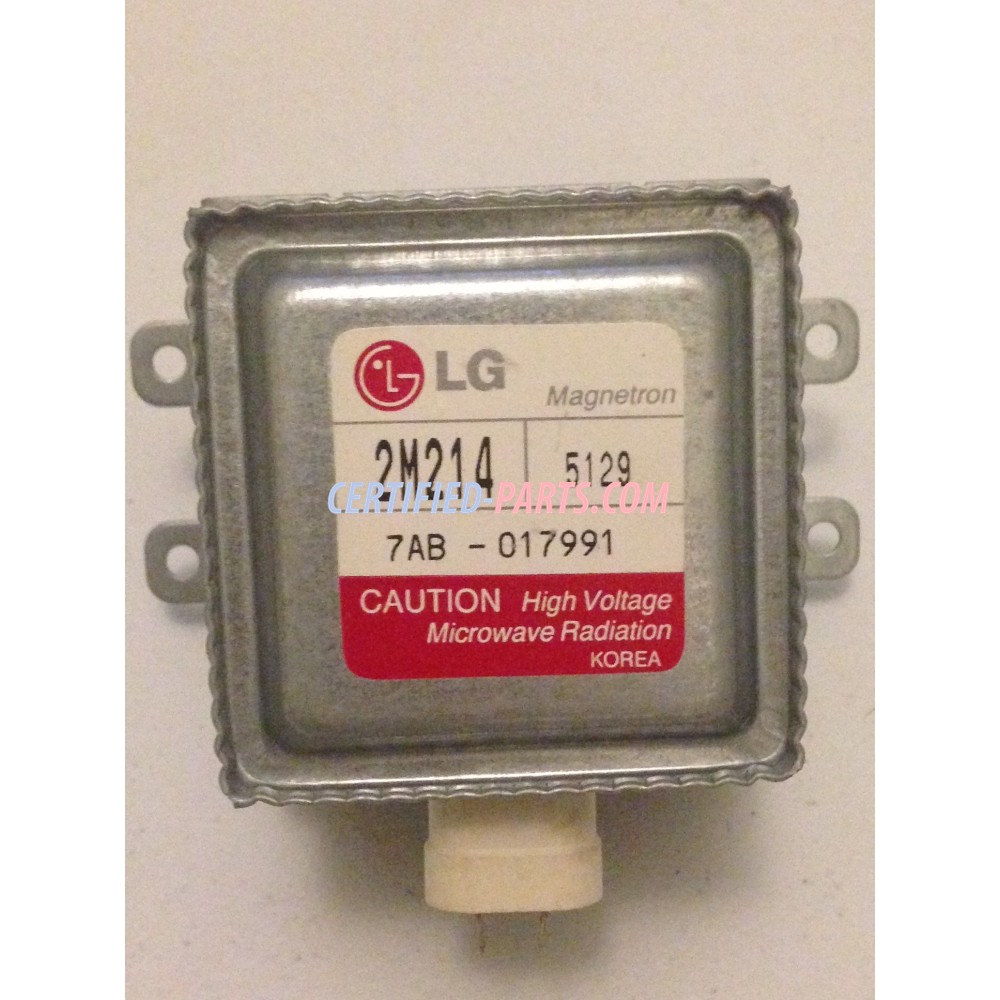 LG
Magnetron
2M214 5129
CERTIFIED-PARTS.COM
7AB - 017991
CAUTION High Voltage
Microwave Radiation
KOREA